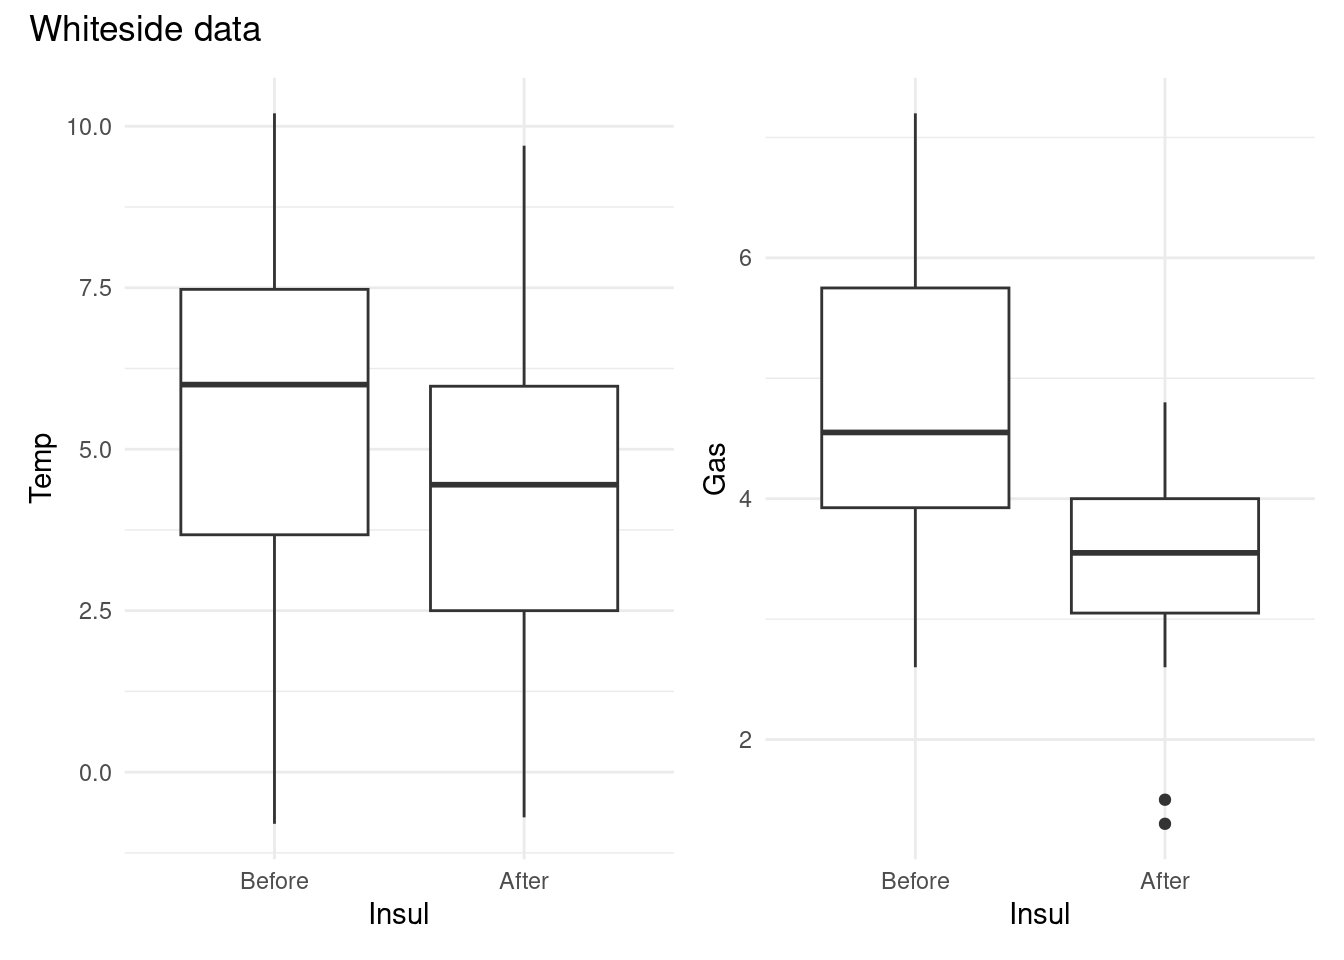 Whiteside data
Temp
10.0
7.5
5.0
2.5
0.0
Before After
Insul
Gas
6
4
2
Before After
Insul